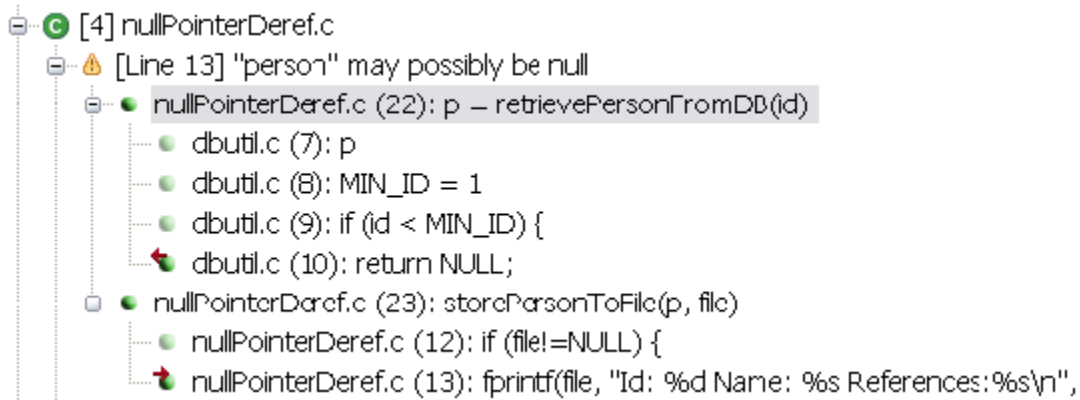 C [4] nullPointerDeref.c
[Line 13] "person" may possibly be null
nullPointerDeref.c (22): p = retrievePersonFromDB(id)
dbutil.c (7): p
dbutil.c (8): MIN_ID = 1
dbutil.c (9): if (id < MIN_ID) {
dbutil.c (10): return NULL;
nullPointerDeref.c (23): storePersonToFile(p, file)
nullPointerDeref.c (12): if (file!=NULL) {
nullPointerDeref.c (13): fprintf(file, "Id: %d Name: %s References:%s\n",